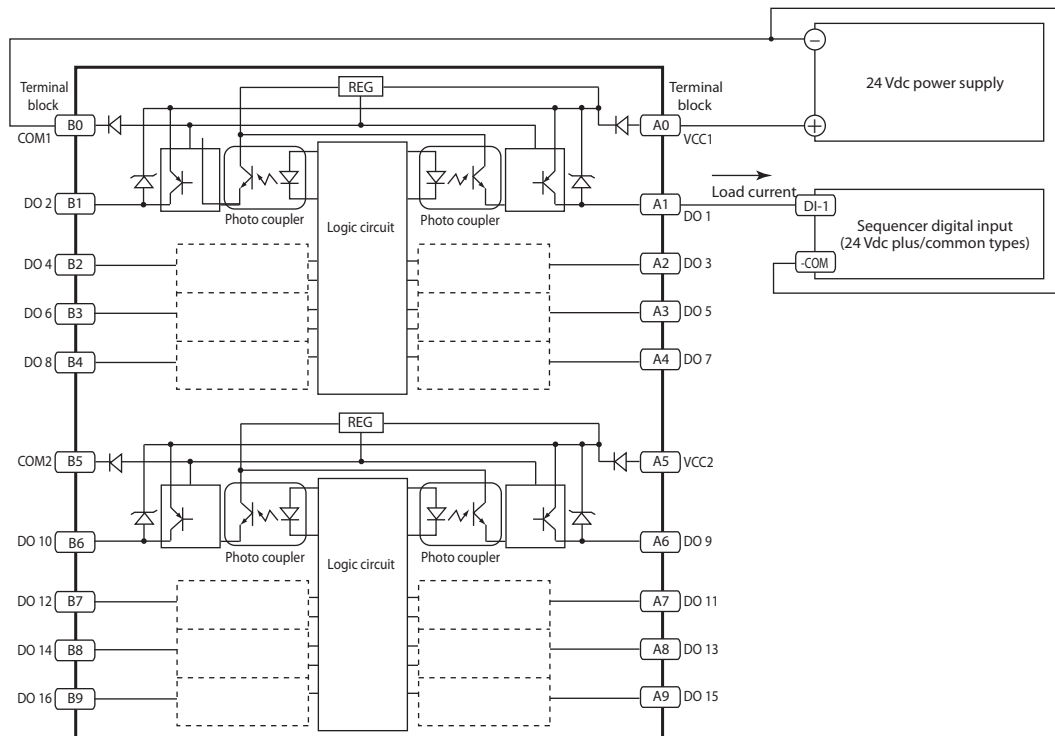 −
24 Vdc power supply
+
Terminal
block
REG
Terminal
block
B0
COM1
A0
VCC1
Load current
DO 2
B1
Photo coupler
Logic circuit
Photo coupler
A1
DO 1
DI-1
Sequencer digital input
(24 Vdc plus/common types)
-COM
DO 4
B2
A2
DO 3
DO 6
B3
A3
DO 5
DO 8
B4
A4
DO 7
REG
COM2
B5
A5
VCC2
DO 10
B6
Photo coupler
Logic circuit
Photo coupler
A6
DO 9
DO 12
B7
A7
DO 11
DO 14
B8
A8
DO 13
DO 16
B9
A9
DO 15